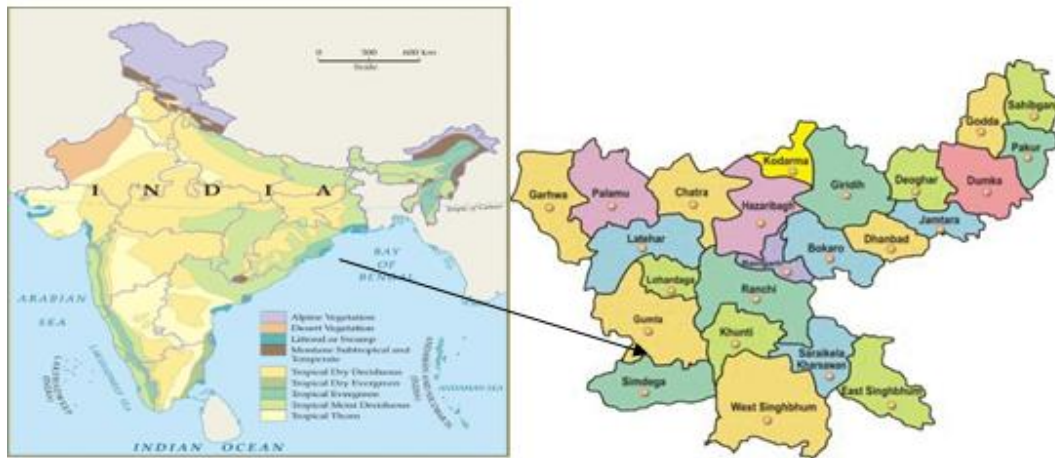 0 300 600 Km
Scale
I N D I A
Tropic of Cancer
BAY
OF
BENGAL
ARABIAN
SEA
LAKSHADWEEP
(INDIA)
ANDAMAN SEA
INDIAN OCEAN
Alpine Vegetation
Desert Vegetation
Littoral or Swamp
Montane Subtropical and
Temperate
Tropical Dry Deciduous
Tropical Dry Evergreen
Tropical Evergreen
Tropical Moist Deciduous
Tropical Thorn
Sahibganj
Godda
Pakur
Kodarma
Garhwa
Palamu
Chatra
Hazaribagh
Giridih
Deoghar
Dumka
Jamtara
Latehar
Bokaro
Dhanbad
Lohardaga
Ranchi
Gumla
Khunti
Saraikela
Kharsawan
Simdega
East Singhbhum
West Singhbhum